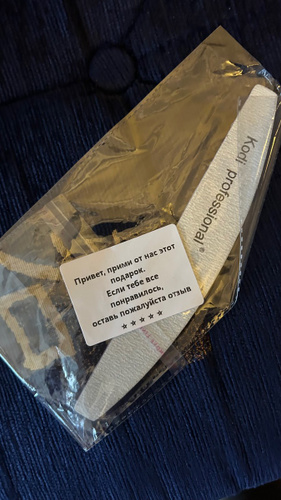 Kodi professional®
Привет, прими от нас этот
подарок.
Если тебе все
понравилось,
оставь пожалуйста отзыв
★★★★★